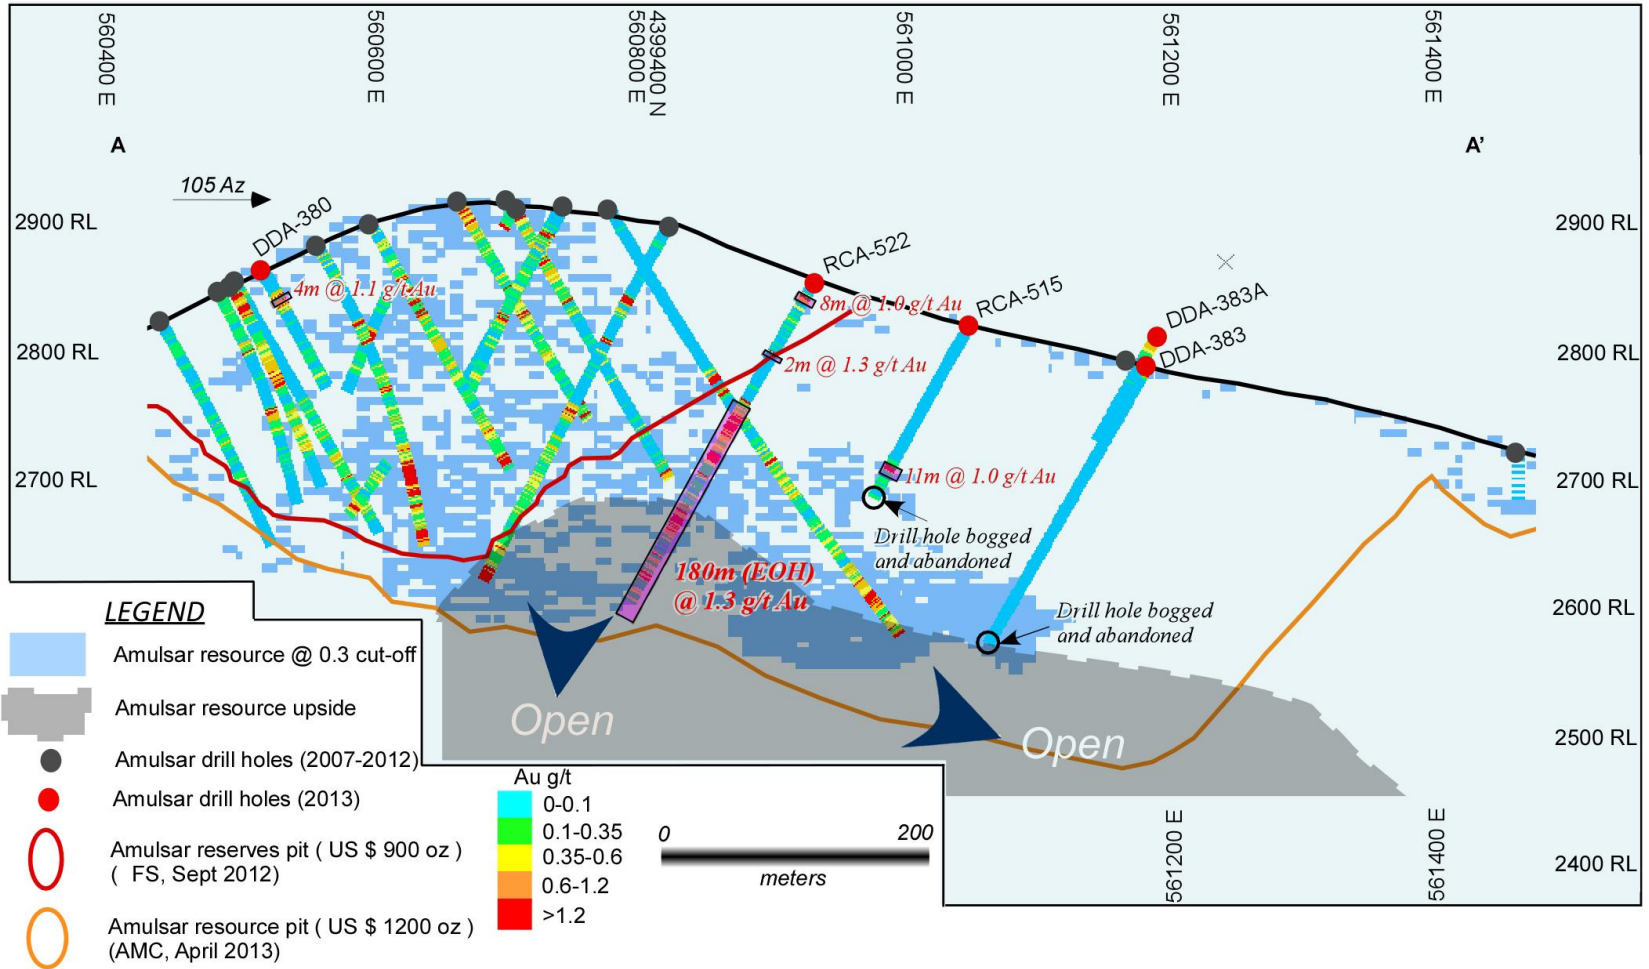 560400 E
560600 E
560800 E
4399400 N
561000 E
561200 E
561400 E
A
A'
105 Az
2900 RL
2900 RL
DDA-380
RCA-522
4m @ 1.1 g/t Au
8m @ 1.0 g/t Au
RCA-515
DDA-383A
DDA-383
2800 RL
2800 RL
2m @ 1.3 g/t Au
2700 RL
2700 RL
11m @ 1.0 g/t Au
Drill hole bogged
and abandoned
180m (EOH)
@ 1.3 g/t Au
Drill hole bogged
and abandoned
2600 RL
Open
Open
2500 RL
2400 RL
561200 E
561400 E
LEGEND
Amulsar resource @ 0.3 cut-off
Amulsar resource upside
Amulsar drill holes (2007-2012)
Amulsar drill holes (2013)
Amulsar reserves pit ( US $ 900 oz )
( FS, Sept 2012)
Amulsar resource pit ( US $ 1200 oz )
(AMC, April 2013)
Au g/t
0-0.1
0.1-0.35
0.35-0.6
0.6-1.2
>1.2
0
200
meters